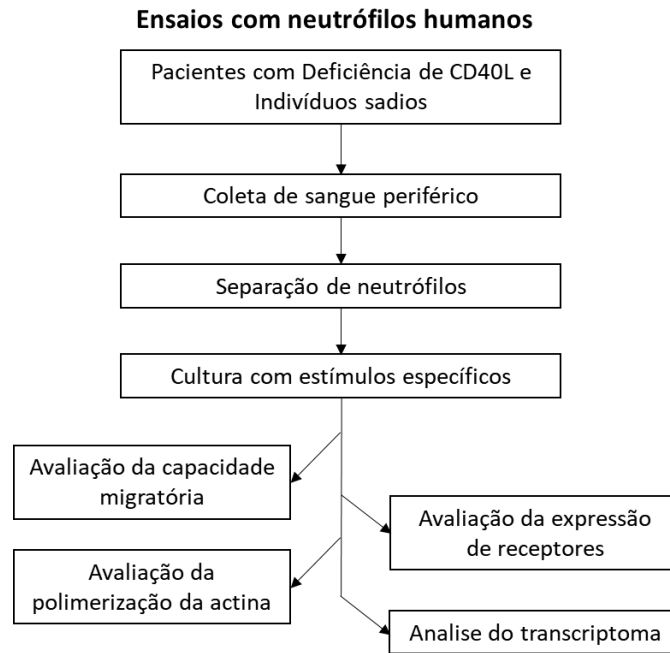 Ensaios com neutrófilos humanos
Pacientes com Deficiência de CD40L e
Indivíduos sadios
Coleta de sangue periférico
Separação de neutrófilos
Cultura com estímulos específicos
Avaliação da capacidade
migratória
Avaliação da expressão
de receptores
Avaliação da
polimerização da actina
Analise do transcriptoma